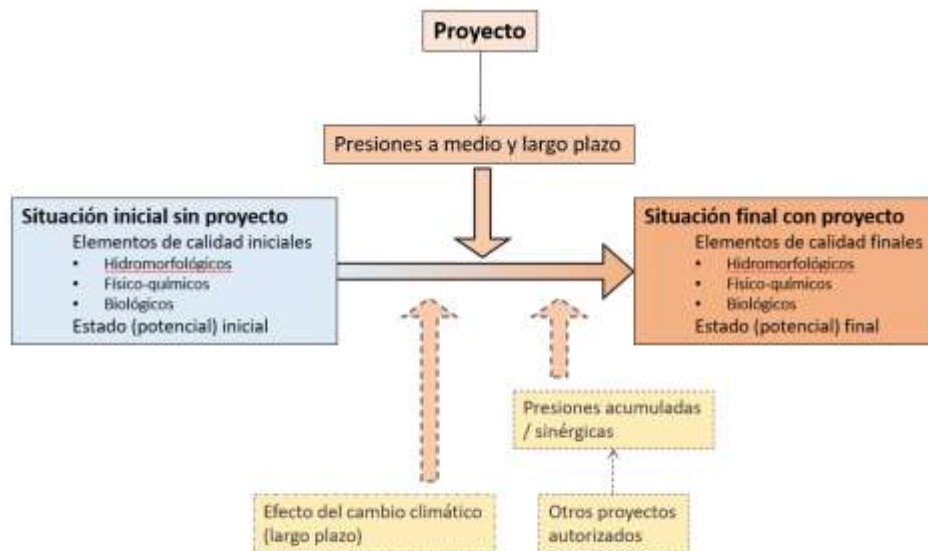 Proyecto
Presiones a medio y largo plazo
Situación inicial sin proyecto
Elementos de calidad iniciales
• Hidromorfológicos
• Físico-químicos
• Biológicos
Estado (potencial) inicial
Situación final con proyecto
Elementos de calidad finales
• Hidromorfológicos
• Físico-químicos
• Biológicos
Estado (potencial) final
Presiones acumuladas
/ sinérgicas
Efecto del cambio climático
(largo plazo)
Otros proyectos
autorizados